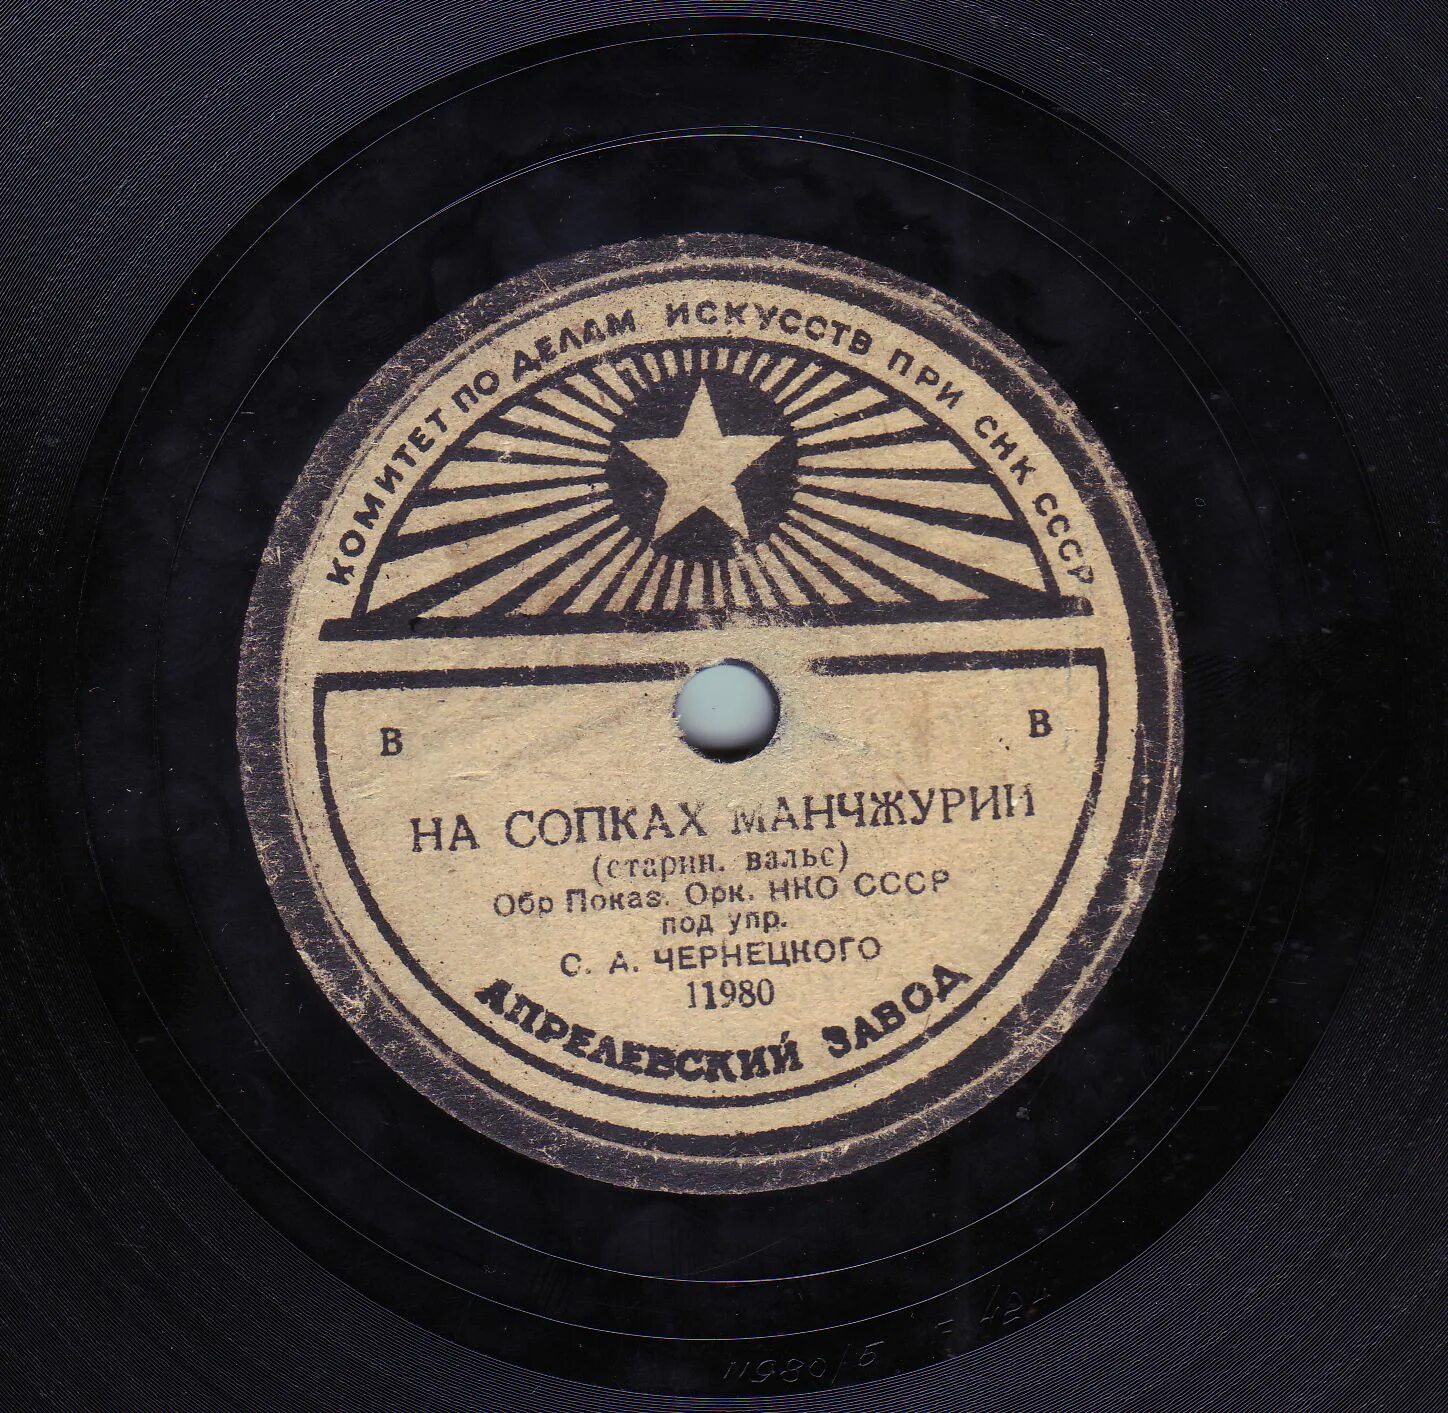 КОМИТЕТ ПО ДЕЛАМ ИСКУССТВ ПРИ СНК СССР
В В
НА СОПКАХ МАНЧЖУРИИ
(старин. вальс)
Обр Показ. Орк. НКО СССР
под упр.
С. А. ЧЕРНЕЦКОГО
11980
АПРЕЛЕВСКИЙ ЗАВОД
11980/5